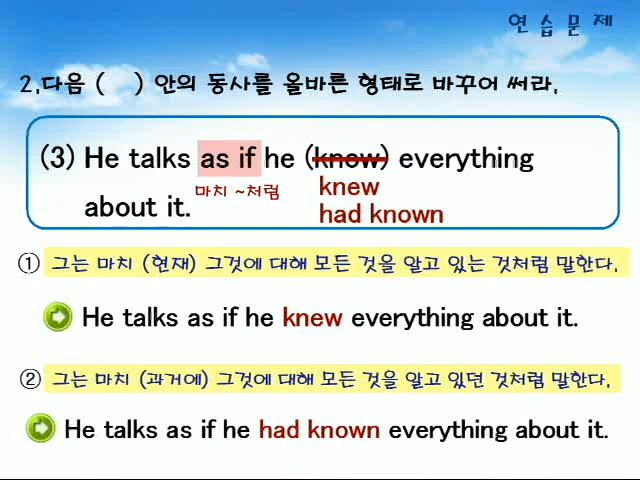 연 습 문 제
2.다음 (    ) 안의 동사를 올바른 형태로 바꾸어 써라.
(3) He talks as if he (know) everything
마치 ~처럼
knew
about it.
had known
① 그는 마치 (현재) 그것에 대해 모든 것을 알고 있는 것처럼 말한다.
He talks as if he knew everything about it.
② 그는 마치 (과거에) 그것에 대해 모든 것을 알고 있던 것처럼 말한다.
He talks as if he had known everything about it.